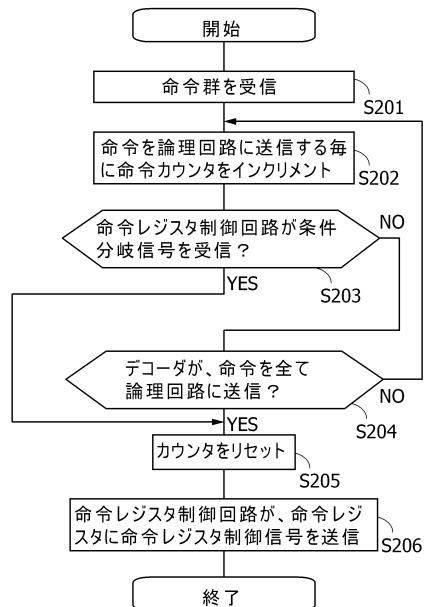 開始
命令群を受信
S201
命令を論理回路に送信する毎
に命令カウンタをインクリメント
S202
命令レジスタ制御回路が条件
分岐信号を受信？
NO
YES
S203
デコーダが、命令を全て
論理回路に送信？
NO
YES
S204
カウンタをリセット
S205
命令レジスタ制御回路が、命令レジ
スタに命令レジスタ制御信号を送信
S206
終了